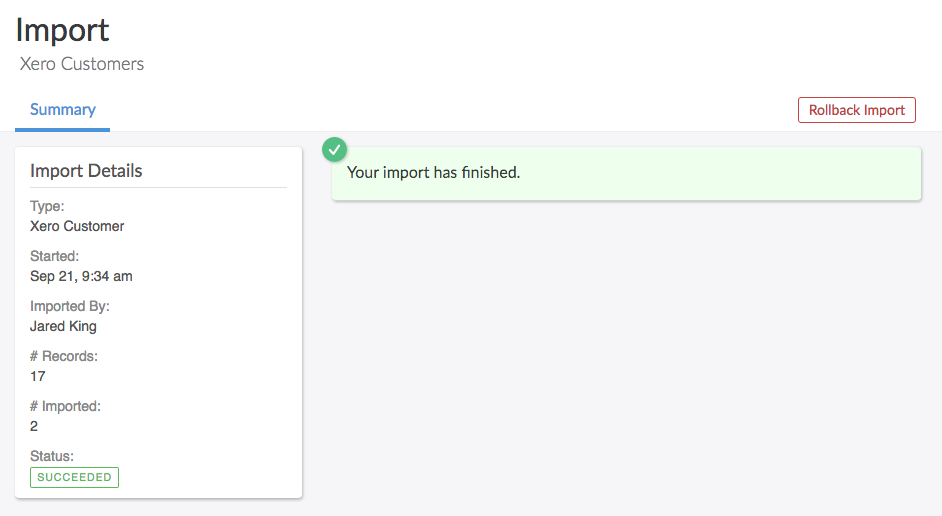 Import
Xero Customers
Summary
Rollback Import
Import Details
Type:
Xero Customer
Started:
Sep 21, 9:34 am
Imported By:
Jared King
# Records:
17
# Imported:
2
Status:
SUCCEEDED
Your import has finished.